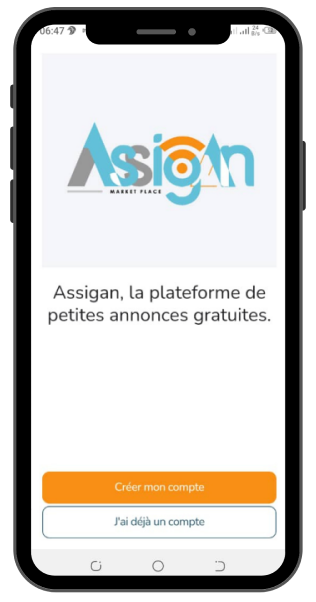 06:47
24
B/s
Assigan
MARKET PLACE
Assigan, la plateforme de
petites annonces gratuites.
Créer mon compte
J'ai déjà un compte